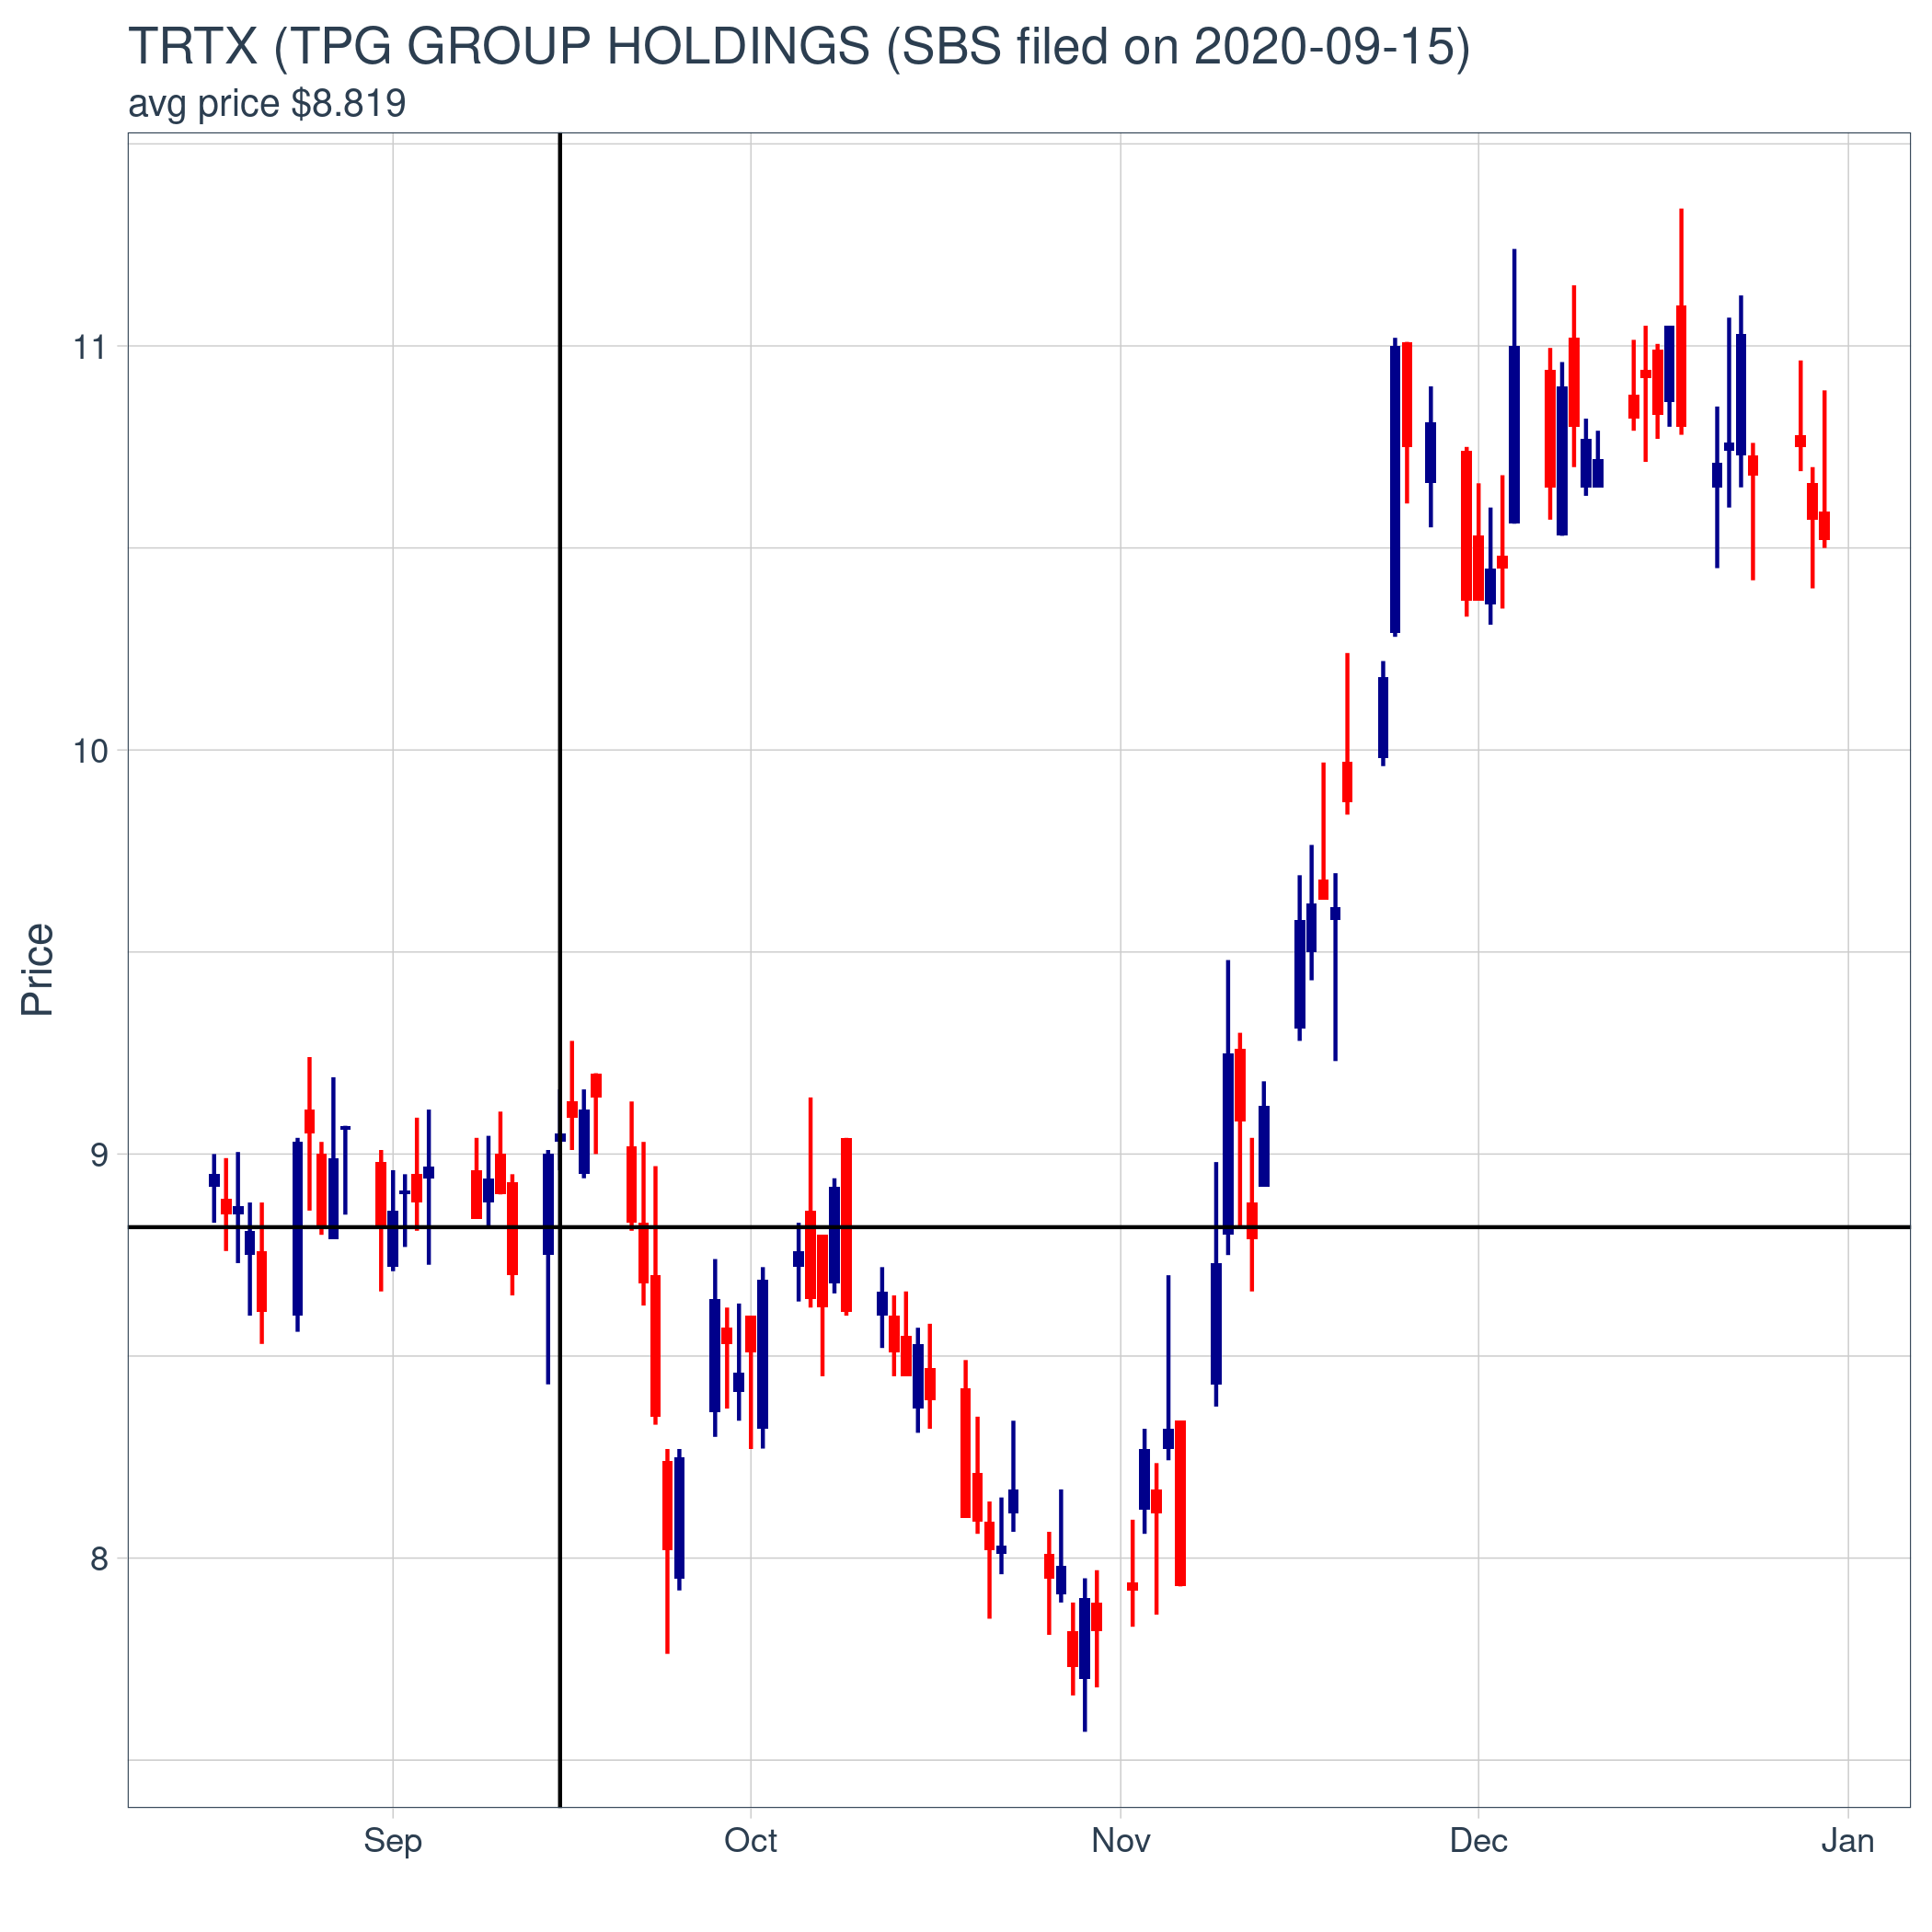 TRTX (TPG GROUP HOLDINGS (SBS filed on 2020-09-15)
avg price $8.819
11
10
9
8
Price
Sep Oct Nov Dec Jan